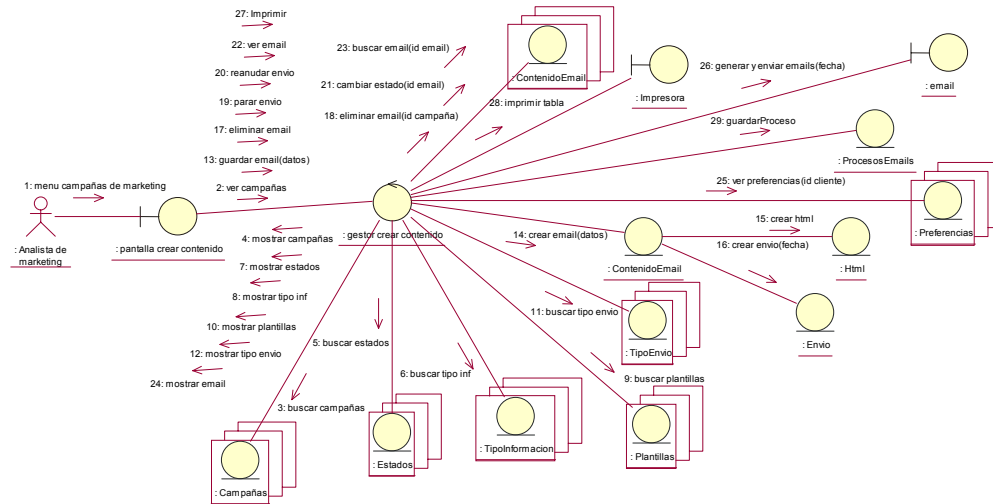 27: Imprimir
22: ver email
20: reanudar envio
19: parar envio
17: eliminar email
13: guardar email(datos)
2: ver campañas
1: menu campañas de marketing
: Analista de
marketing
: pantalla crear contenido
: gestor crear contenido
23: buscar email(id email)
21: cambiar estado(id email)
18: eliminar email(id campaña)
: ContenidoEmail
28: imprimir tabla
: Impresora
26: generar y enviar emails(fecha)
: email
29: guardarProceso
: ProcesosEmails
25: ver preferencias(id cliente)
: Preferencias
14: crear email(datos)
: ContenidoEmail
15: crear html
: Html
16: crear envio(fecha)
: Envio
4: mostrar campañas
7: mostrar estados
8: mostrar tipo inf
10: mostrar plantillas
12: mostrar tipo envio
24: mostrar email
11: buscar tipo envio
: TipoEnvio
5: buscar estados
6: buscar tipo inf
9: buscar plantillas
3: buscar campañas
: Campañas
: Estados
: TipoInformacion
: Plantillas